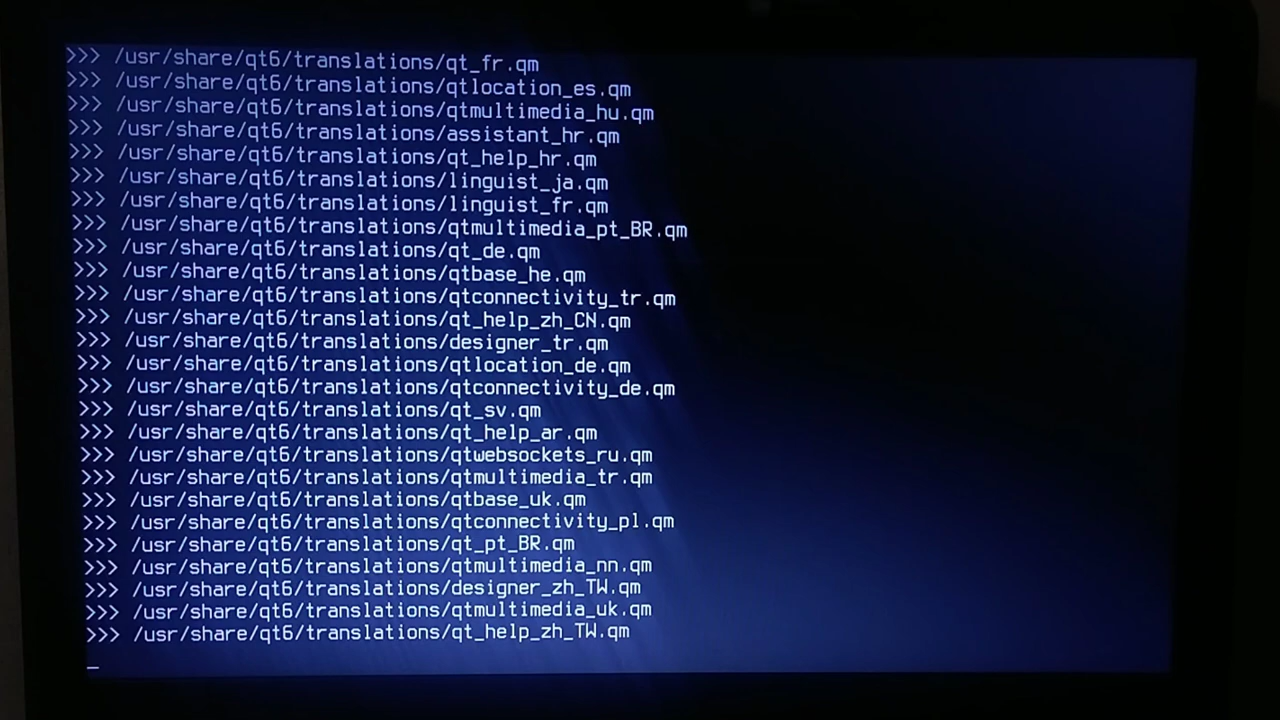 >>> /usr/share/qt6/translations/qt_fr.qm
>>> /usr/share/qt6/translations/qtlocation_es.qm
>>> /usr/share/qt6/translations/qtmultimedia_hu.qm
>>> /usr/share/qt6/translations/assistant_hr.qm
>>> /usr/share/qt6/translations/qt_help_hr.qm
>>> /usr/share/qt6/translations/linguist_ja.qm
>>> /usr/share/qt6/translations/linguist_fr.qm
>>> /usr/share/qt6/translations/qtmultimedia_pt_BR.qm
>>> /usr/share/qt6/translations/qt_de.qm
>>> /usr/share/qt6/translations/qtbase_he.qm
>>> /usr/share/qt6/translations/qtconnectivity_tr.qm
>>> /usr/share/qt6/translations/qt_help_zh_CN.qm
>>> /usr/share/qt6/translations/designer_tr.qm
>>> /usr/share/qt6/translations/qtlocation_de.qm
>>> /usr/share/qt6/translations/qtconnectivity_de.qm
>>> /usr/share/qt6/translations/qt_sv.qm
>>> /usr/share/qt6/translations/qt_help_ar.qm
>>> /usr/share/qt6/translations/qtwebsockets_ru.qm
>>> /usr/share/qt6/translations/qtmultimedia_tr.qm
>>> /usr/share/qt6/translations/qtbase_uk.qm
>>> /usr/share/qt6/translations/qtconnectivity_pl.qm
>>> /usr/share/qt6/translations/qt_pt_BR.qm
>>> /usr/share/qt6/translations/qtmultimedia_nn.qm
>>> /usr/share/qt6/translations/designer_zh_TW.qm
>>> /usr/share/qt6/translations/qtmultimedia_uk.qm
>>> /usr/share/qt6/translations/qt_help_zh_TW.qm
_